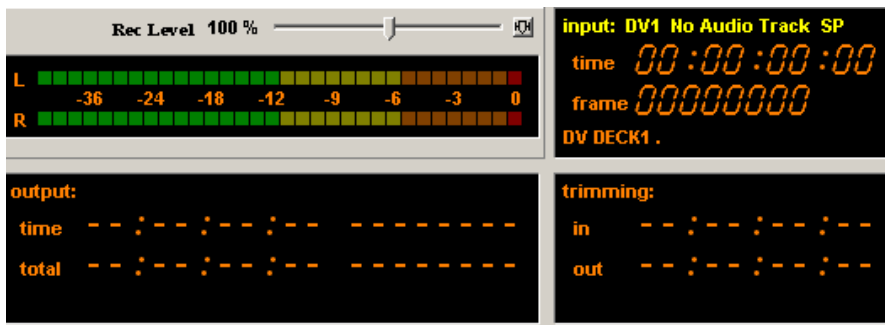 Rec Level 100 %
L
-36 -24 -18 -12 -9 -6 -3 0
R
input: DV1 No Audio Track SP
time 00:00:00:00
frame 00000000
DV DECK1 .
output:
time --:--:--:-- --------
total --:--:--:-- --------
trimming:
in --:--:--:--
out --:--:--:--